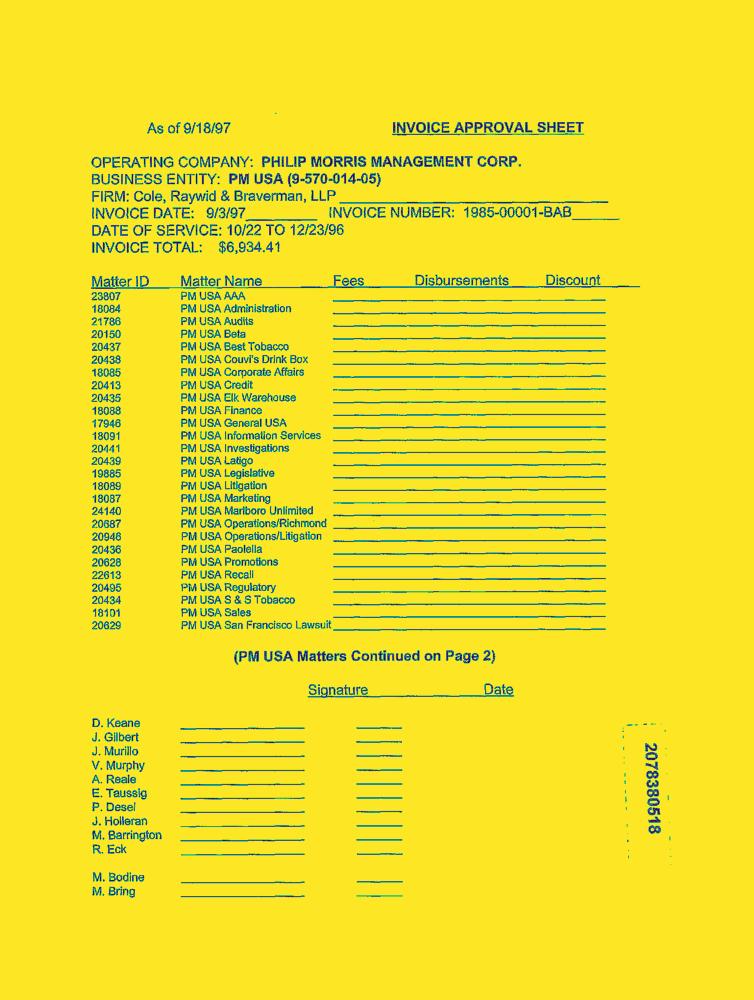 As of 9/18/97 INVOICE APPROVAL SHEET
OPERATING COMPANY: PHILIP MORRIS MANAGEMENT CORP.
BUSINESS ENTITY: PM USA (9-570-014-05)
FIRM: Cole, Raywid & Braverman, LLP
INVOICE DATE: 9/3/97 INVOICE NUMBER: 1985-00001-BAB
DATE OF SERVICE: 10/22 TO 12/23/96
INVOICE TOTAL: $6,934.41
Matter ID Matter Name Fees Disbursements Discount
23807 PM USA AAA
18084 PM USA Administration
21786 PM USA Audits
20150 PM USA Beta
20437 PM USA Best Tobacco
20438 PM USA Couvi's Drink Box
18085 PM USA Corporate Affairs
20413 PM USA Credit
20435 PM USA Elk Warehouse
18088 PM USA Finance
17946 PM USA General USA
18091 PM USA Information Services
20441 PM USA Investigations
20439 PM USA Latigo
19885 PM USA Legislative
18089 PM USA Litigation
18087 PM USA Marketing
24140 PM USA Marlboro Unlimited
20687 PM USA Operations/Richmond
20946 PM USA Operations/Litigation
20436 PM USA Paolella
20628 PM USA Promotions
22613 PM USA Recall
20495 PM USA Regulatory
20434 PM USA S & S Tobacco
18101 PM USA Sales
20629 PM USA San Francisco Lawsuit
(PM USA Matters Continued on Page 2)
Signature Date
D. Keane
J. Gilbert
J. Murillo
V. Murphy
A. Reale
E. Taussig
P. Desel
J. Holleran
M. Barrington
R. Eck
M. Bodine
M. Bring
2078380518